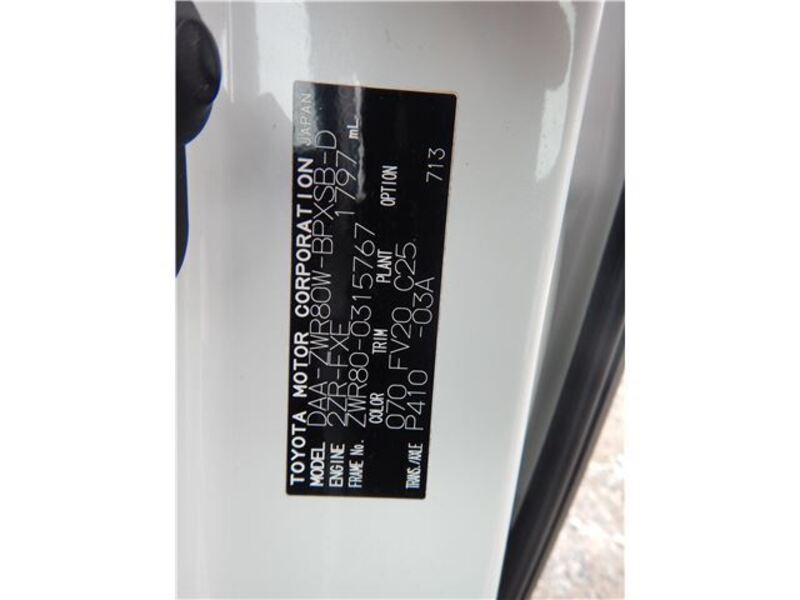 TOYOTA MOTOR CORPORATION JAPAN
MODEL DAA-ZWR80W-BPXSB-D
ENGINE 2ZR-FXE 1797 mL
FRAME No. ZWR80-0315767
COLOR TRIM PLANT OPTION
070 FV20 C25
TRANS./AXLE P410 -03A 713